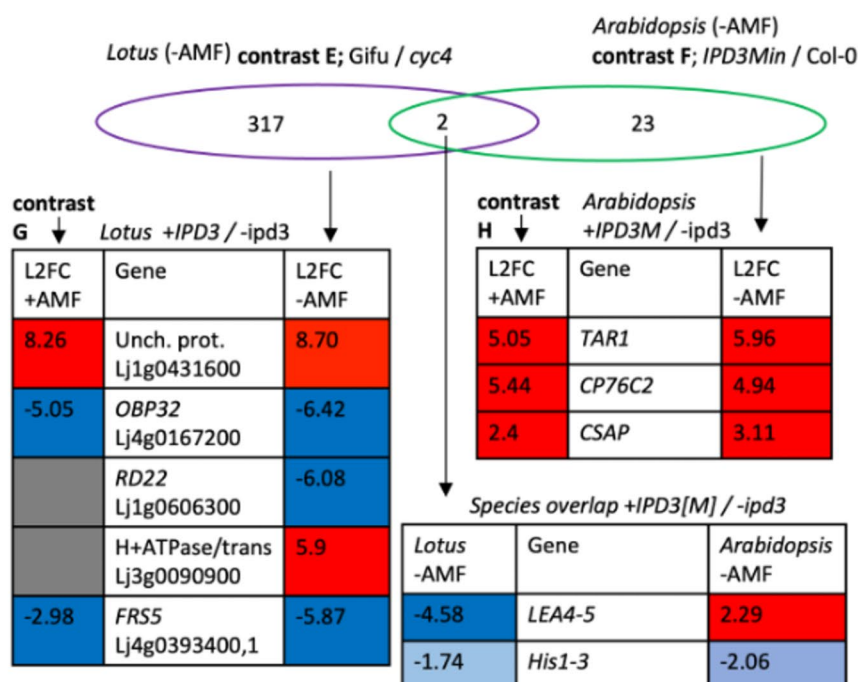 Arabidopsis (-AMF)
Lotus (-AMF) contrast E; Gifu / cyc4
contrast F; IPD3Min / Col-0
317
2
23
contrast
G
Lotus +IPD3 / -ipd3
L2FC
+AMF
Gene
L2FC
-AMF
8.26
Unch. prot.
Lj1g0431600
8.70
-5.05
OBP32
Lj4g0167200
-6.42
RD22
Lj1g0606300
-6.08
H+ATPase/trans
Lj3g0090900
5.9
-2.98
FRS5
Lj4g0393400,1
-5.87
contrast
H
Arabidopsis
+IPD3M / -ipd3
L2FC
+AMF
Gene
L2FC
-AMF
5.05
TAR1
5.96
5.44
CP76C2
4.94
2.4
CSAP
3.11
Species overlap +IPD3[M] / -ipd3
Lotus
-AMF
Gene
Arabidopsis
-AMF
-4.58
LEA4-5
2.29
-1.74
His1-3
-2.06